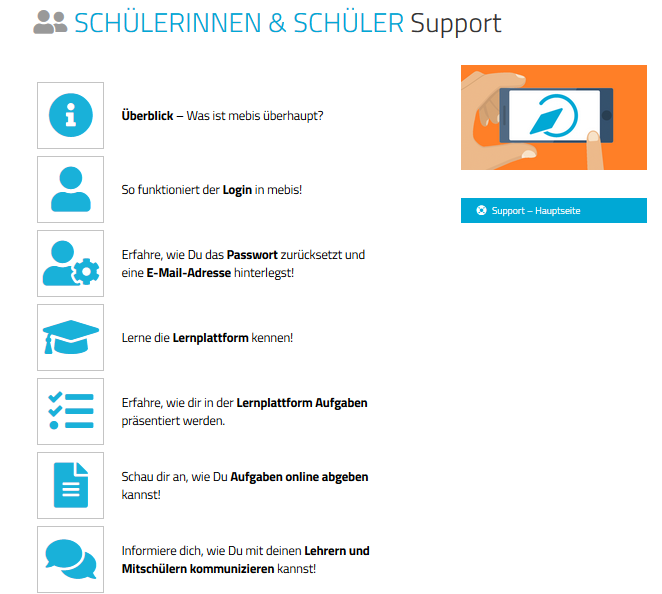 SCHÜLERINNEN & SCHÜLER Support
Überblick – Was ist mebis überhaupt?
So funktioniert der Login in mebis!
Erfahre, wie Du das Passwort zurücksetzt und
eine E-Mail-Adresse hinterlegst!
Lerne die Lernplattform kennen!
Erfahre, wie dir in der Lernplattform Aufgaben
präsentiert werden.
Schau dir an, wie Du Aufgaben online abgeben
kannst!
Informiere dich, wie Du mit deinen Lehrern und
Mitschülern kommunizieren kannst!
Support – Hauptseite